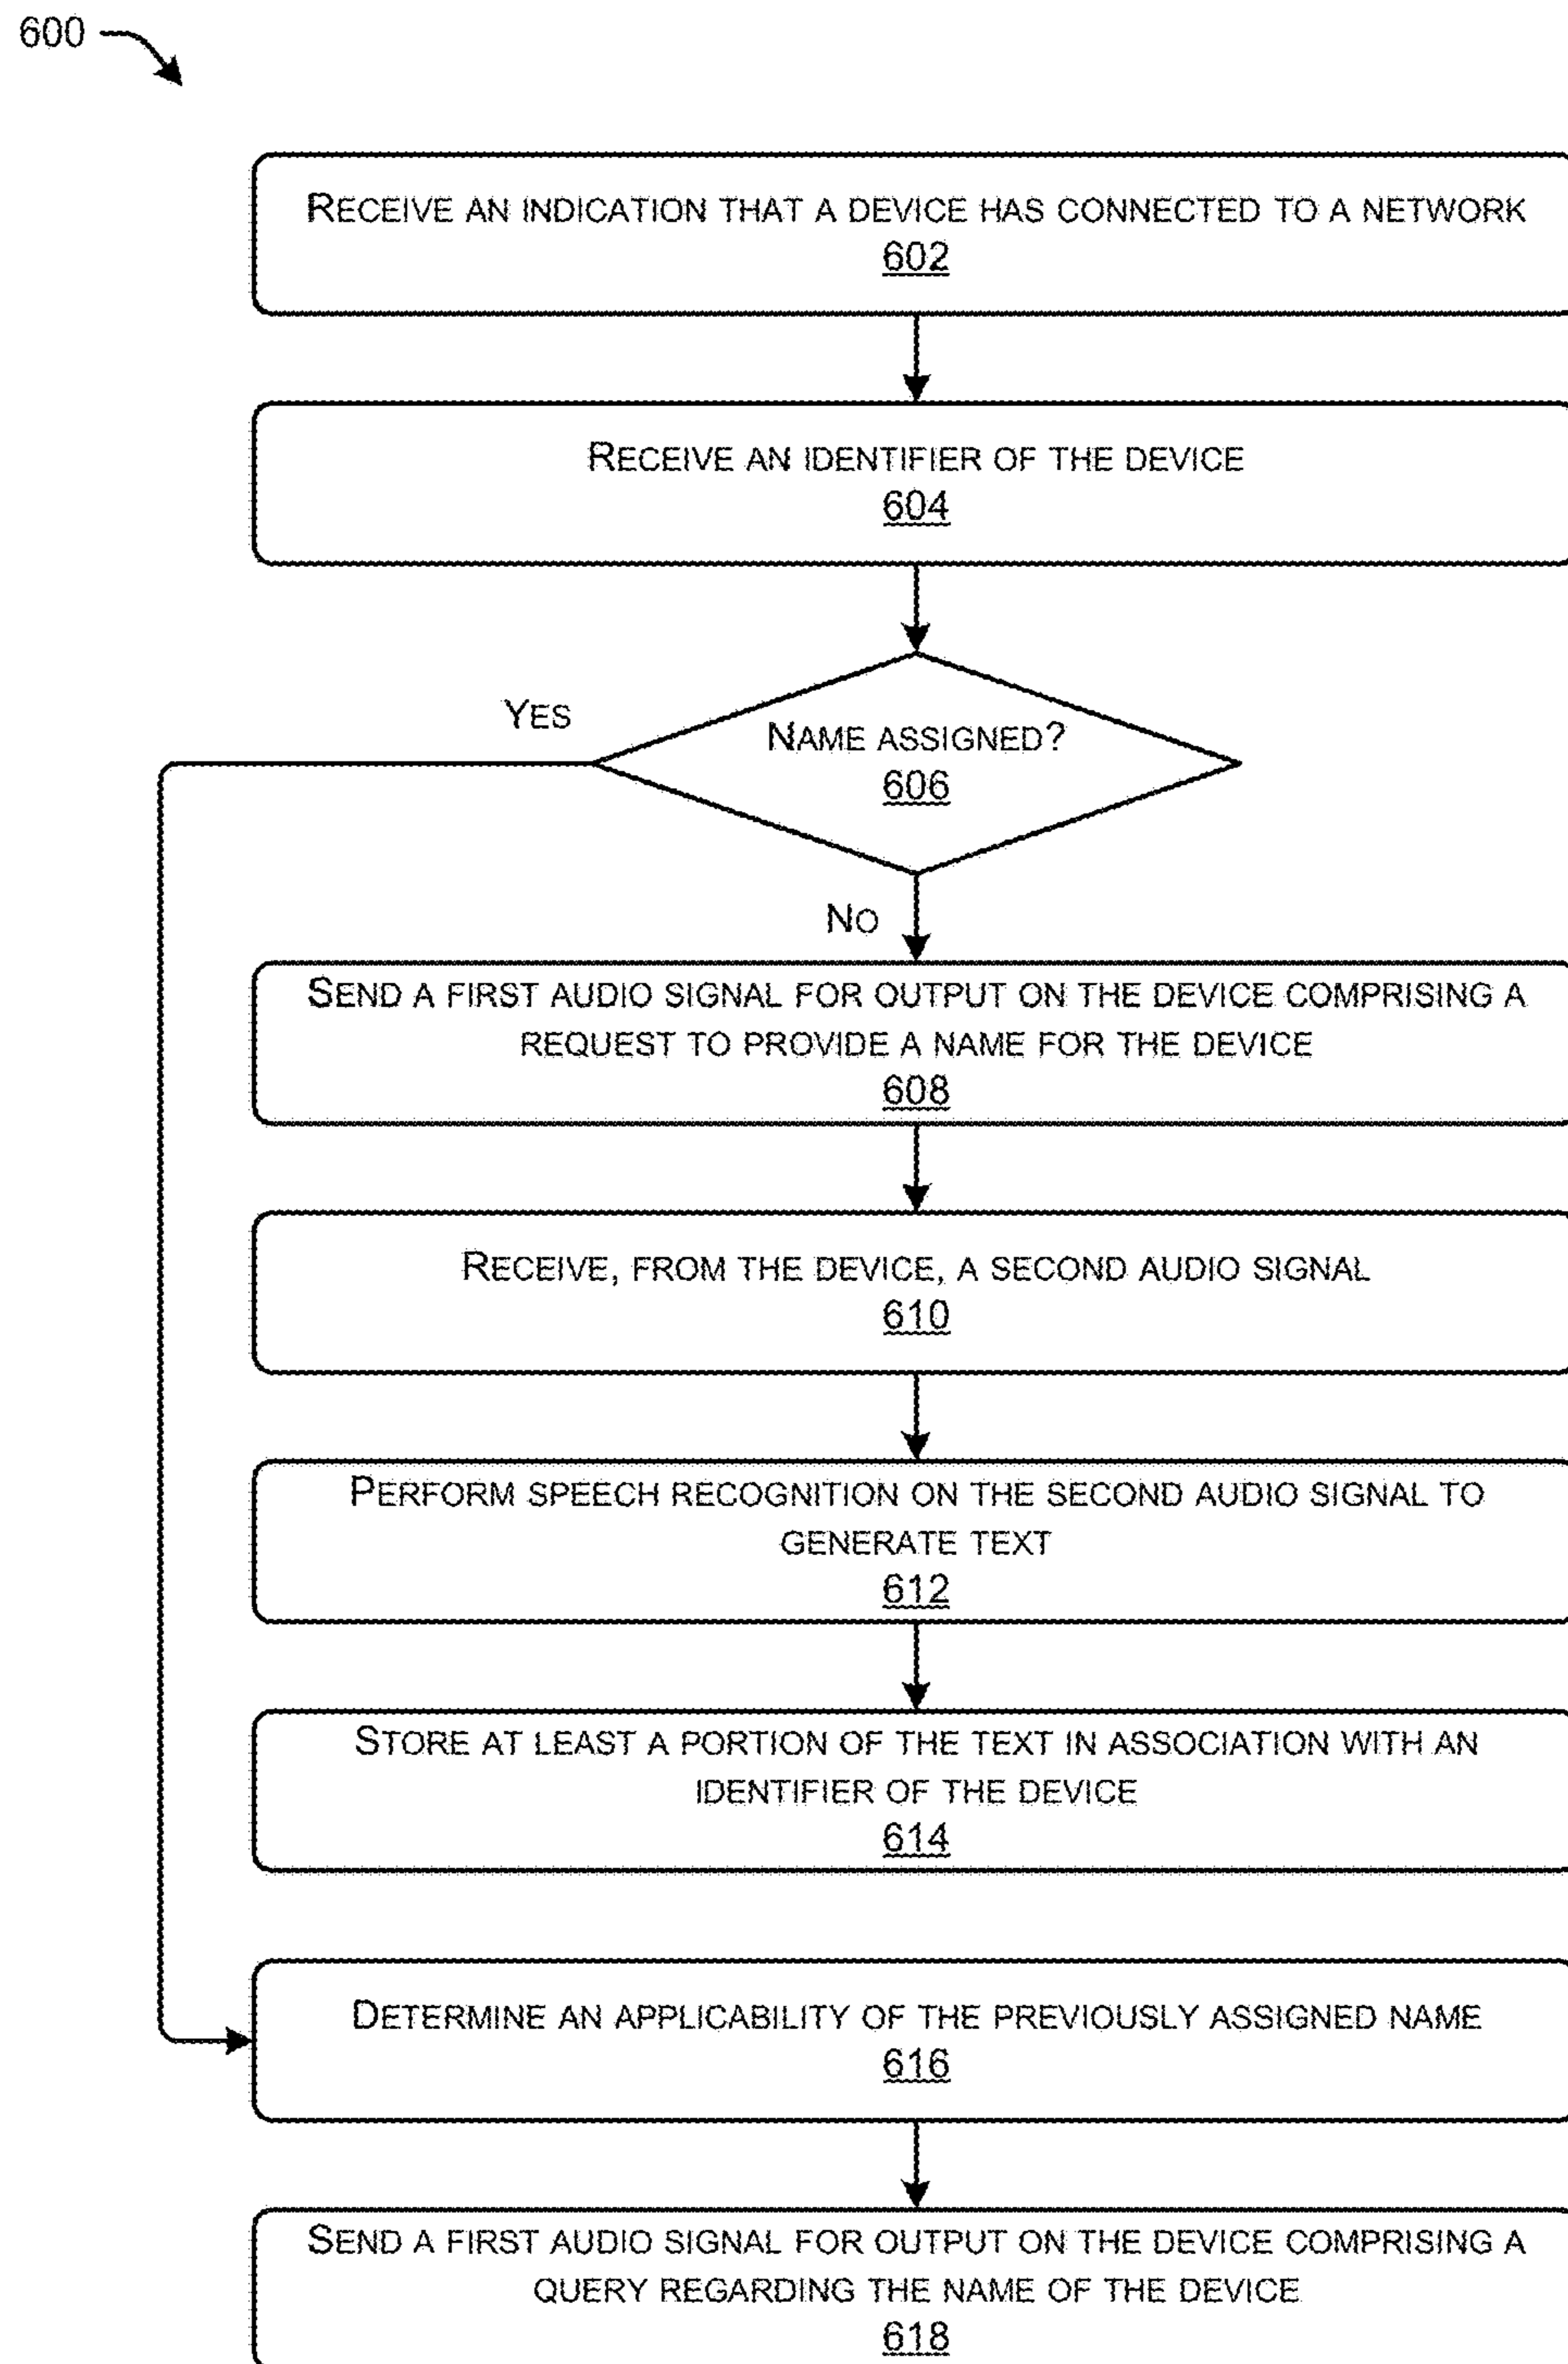 600
RECEIVE AN INDICATION THAT A DEVICE HAS CONNECTED TO A NETWORK
602
RECEIVE AN IDENTIFIER OF THE DEVICE
604
YES
NAME ASSIGNED?
606
NO
SEND A FIRST AUDIO SIGNAL FOR OUTPUT ON THE DEVICE COMPRISING A
REQUEST TO PROVIDE A NAME FOR THE DEVICE
608
RECEIVE, FROM THE DEVICE, A SECOND AUDIO SIGNAL
610
PERFORM SPEECH RECOGNITION ON THE SECOND AUDIO SIGNAL TO
GENERATE TEXT
612
STORE AT LEAST A PORTION OF THE TEXT IN ASSOCIATION WITH AN
IDENTIFIER OF THE DEVICE
614
DETERMINE AN APPLICABILITY OF THE PREVIOUSLY ASSIGNED NAME
616
SEND A FIRST AUDIO SIGNAL FOR OUTPUT ON THE DEVICE COMPRISING A
QUERY REGARDING THE NAME OF THE DEVICE
618